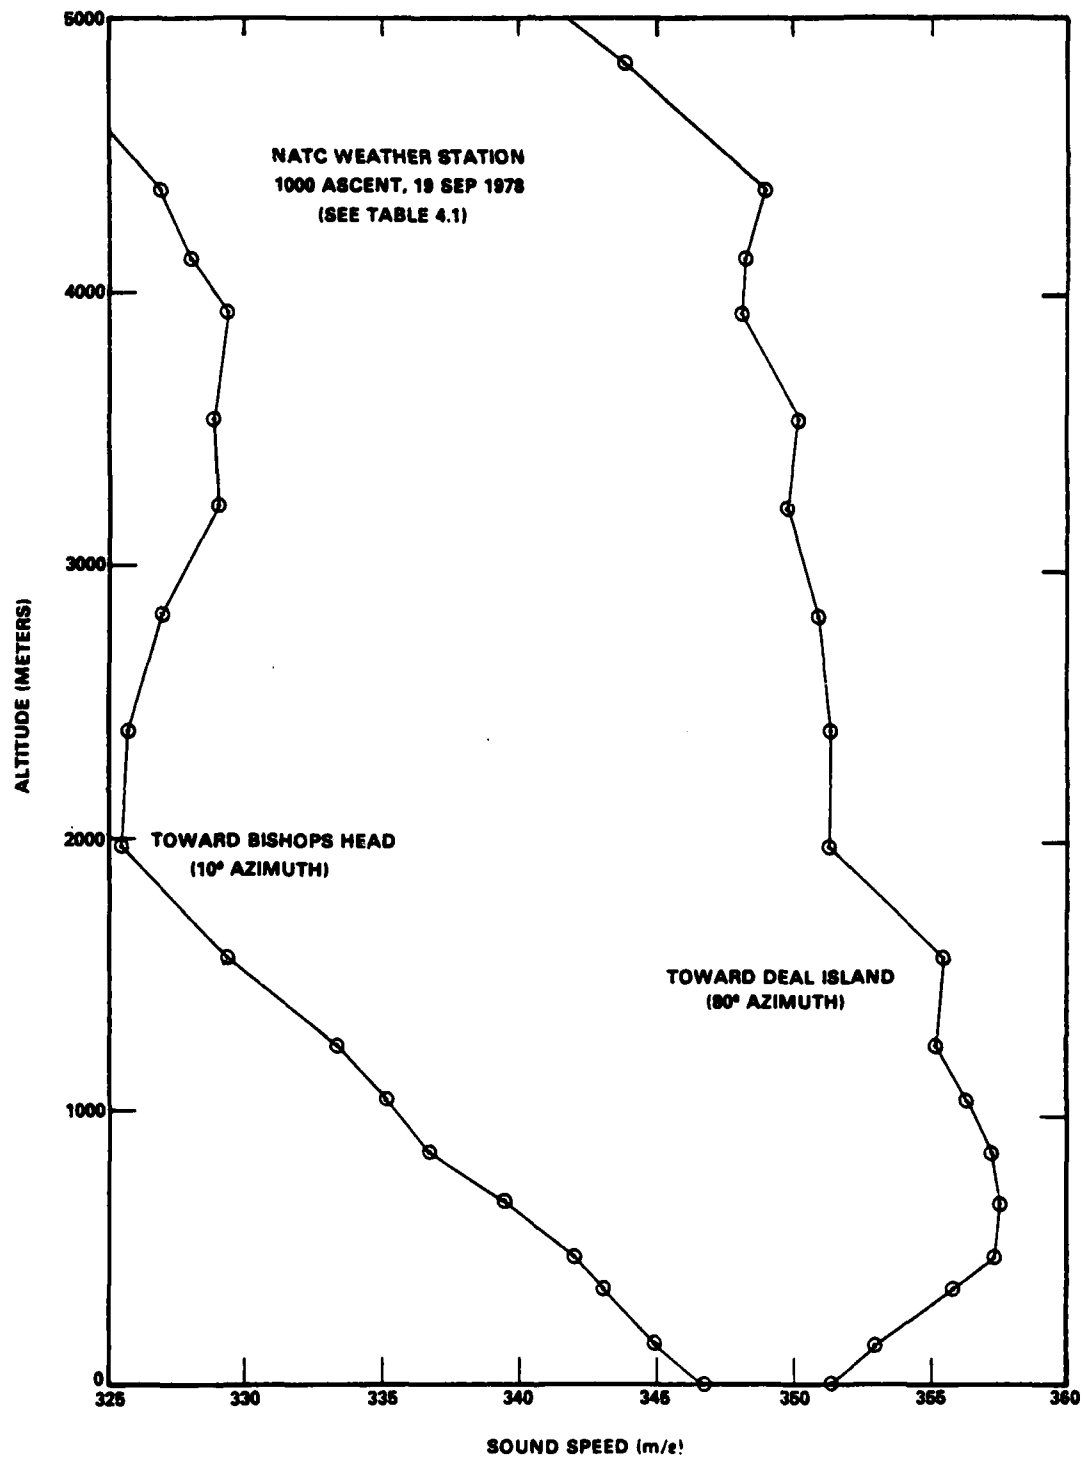 5000
NATC WEATHER STATION
1000 ASCENT, 19 SEP 1978
(SEE TABLE 4.1)
4000
3000
ALTITUDE (METERS)
2000
TOWARD BISHOPS HEAD
(10° AZIMUTH)
TOWARD DEAL ISLAND
(80° AZIMUTH)
1000
0
325 330 335 340 345 350 355 360
SOUND SPEED (m/s)